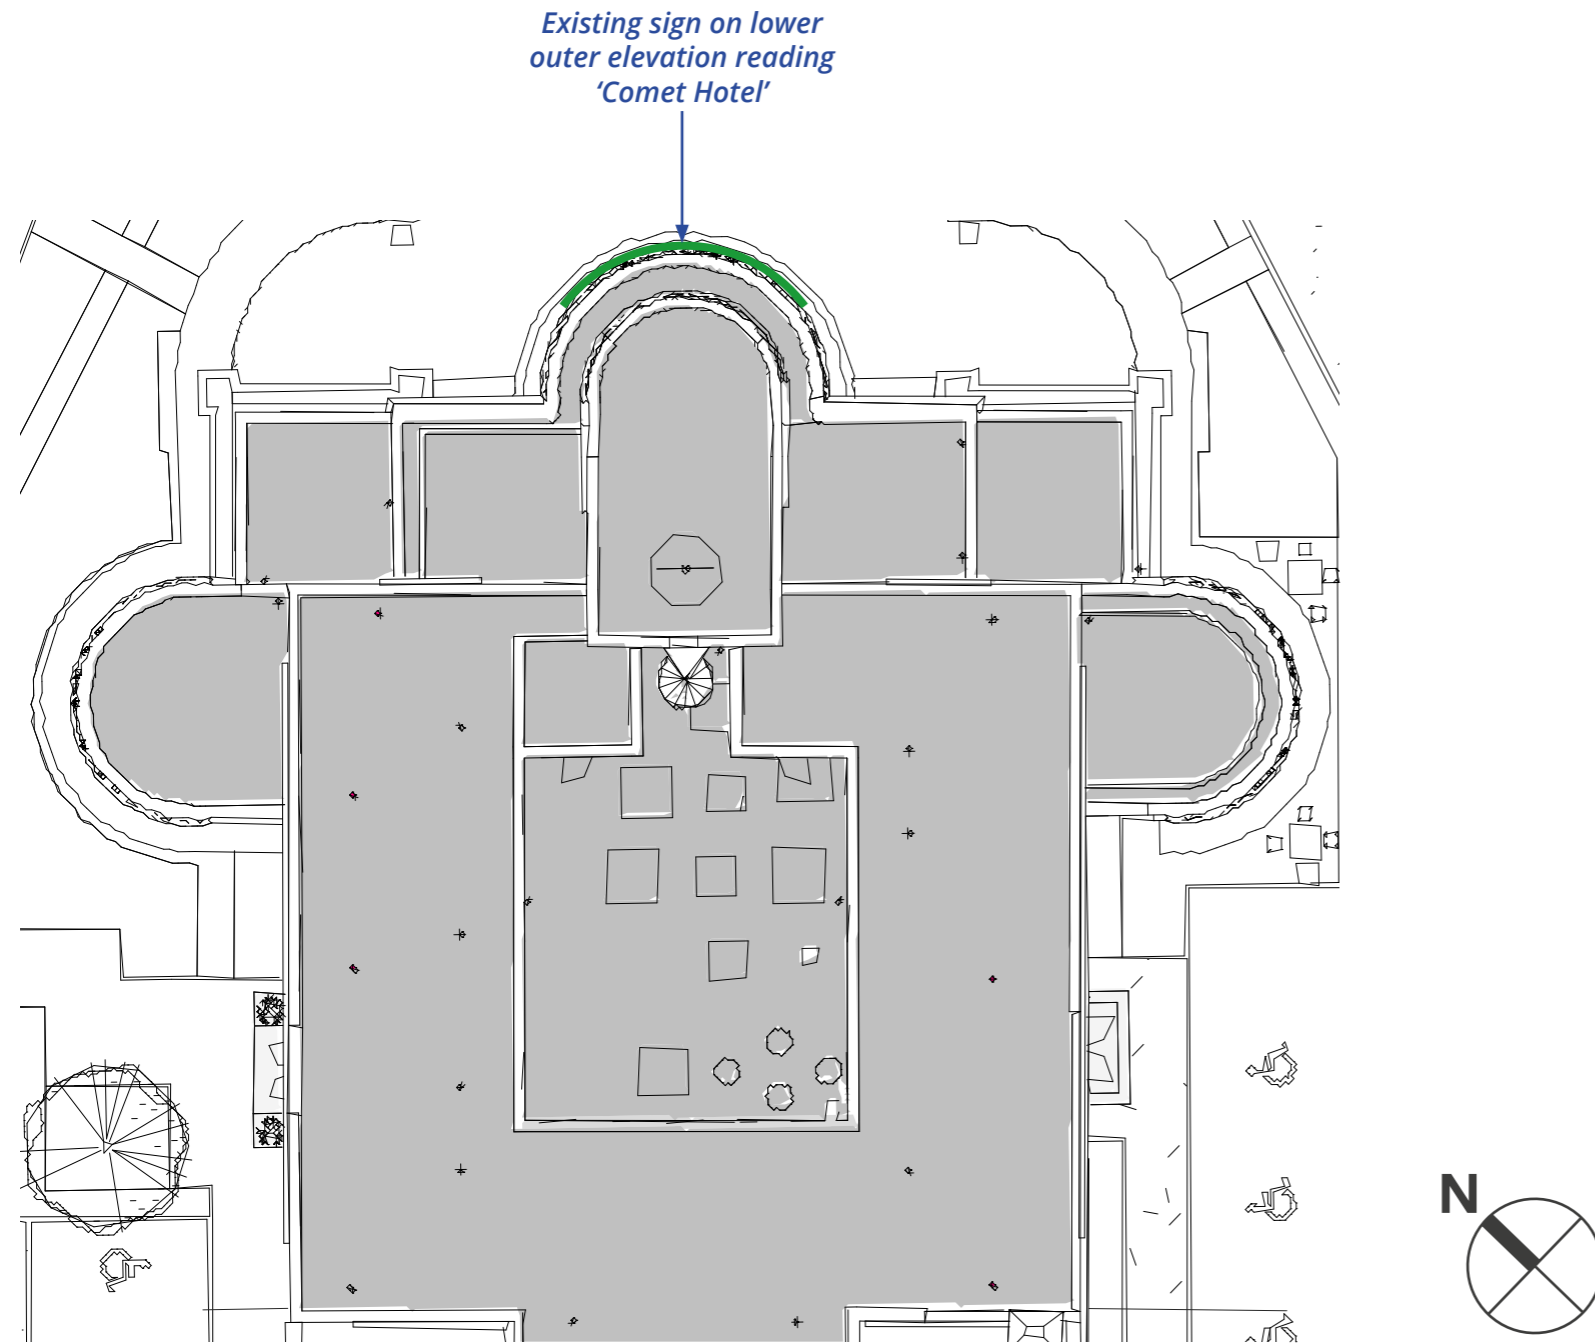 Existing sign on lower
outer elevation reading
‘Comet Hotel’
N